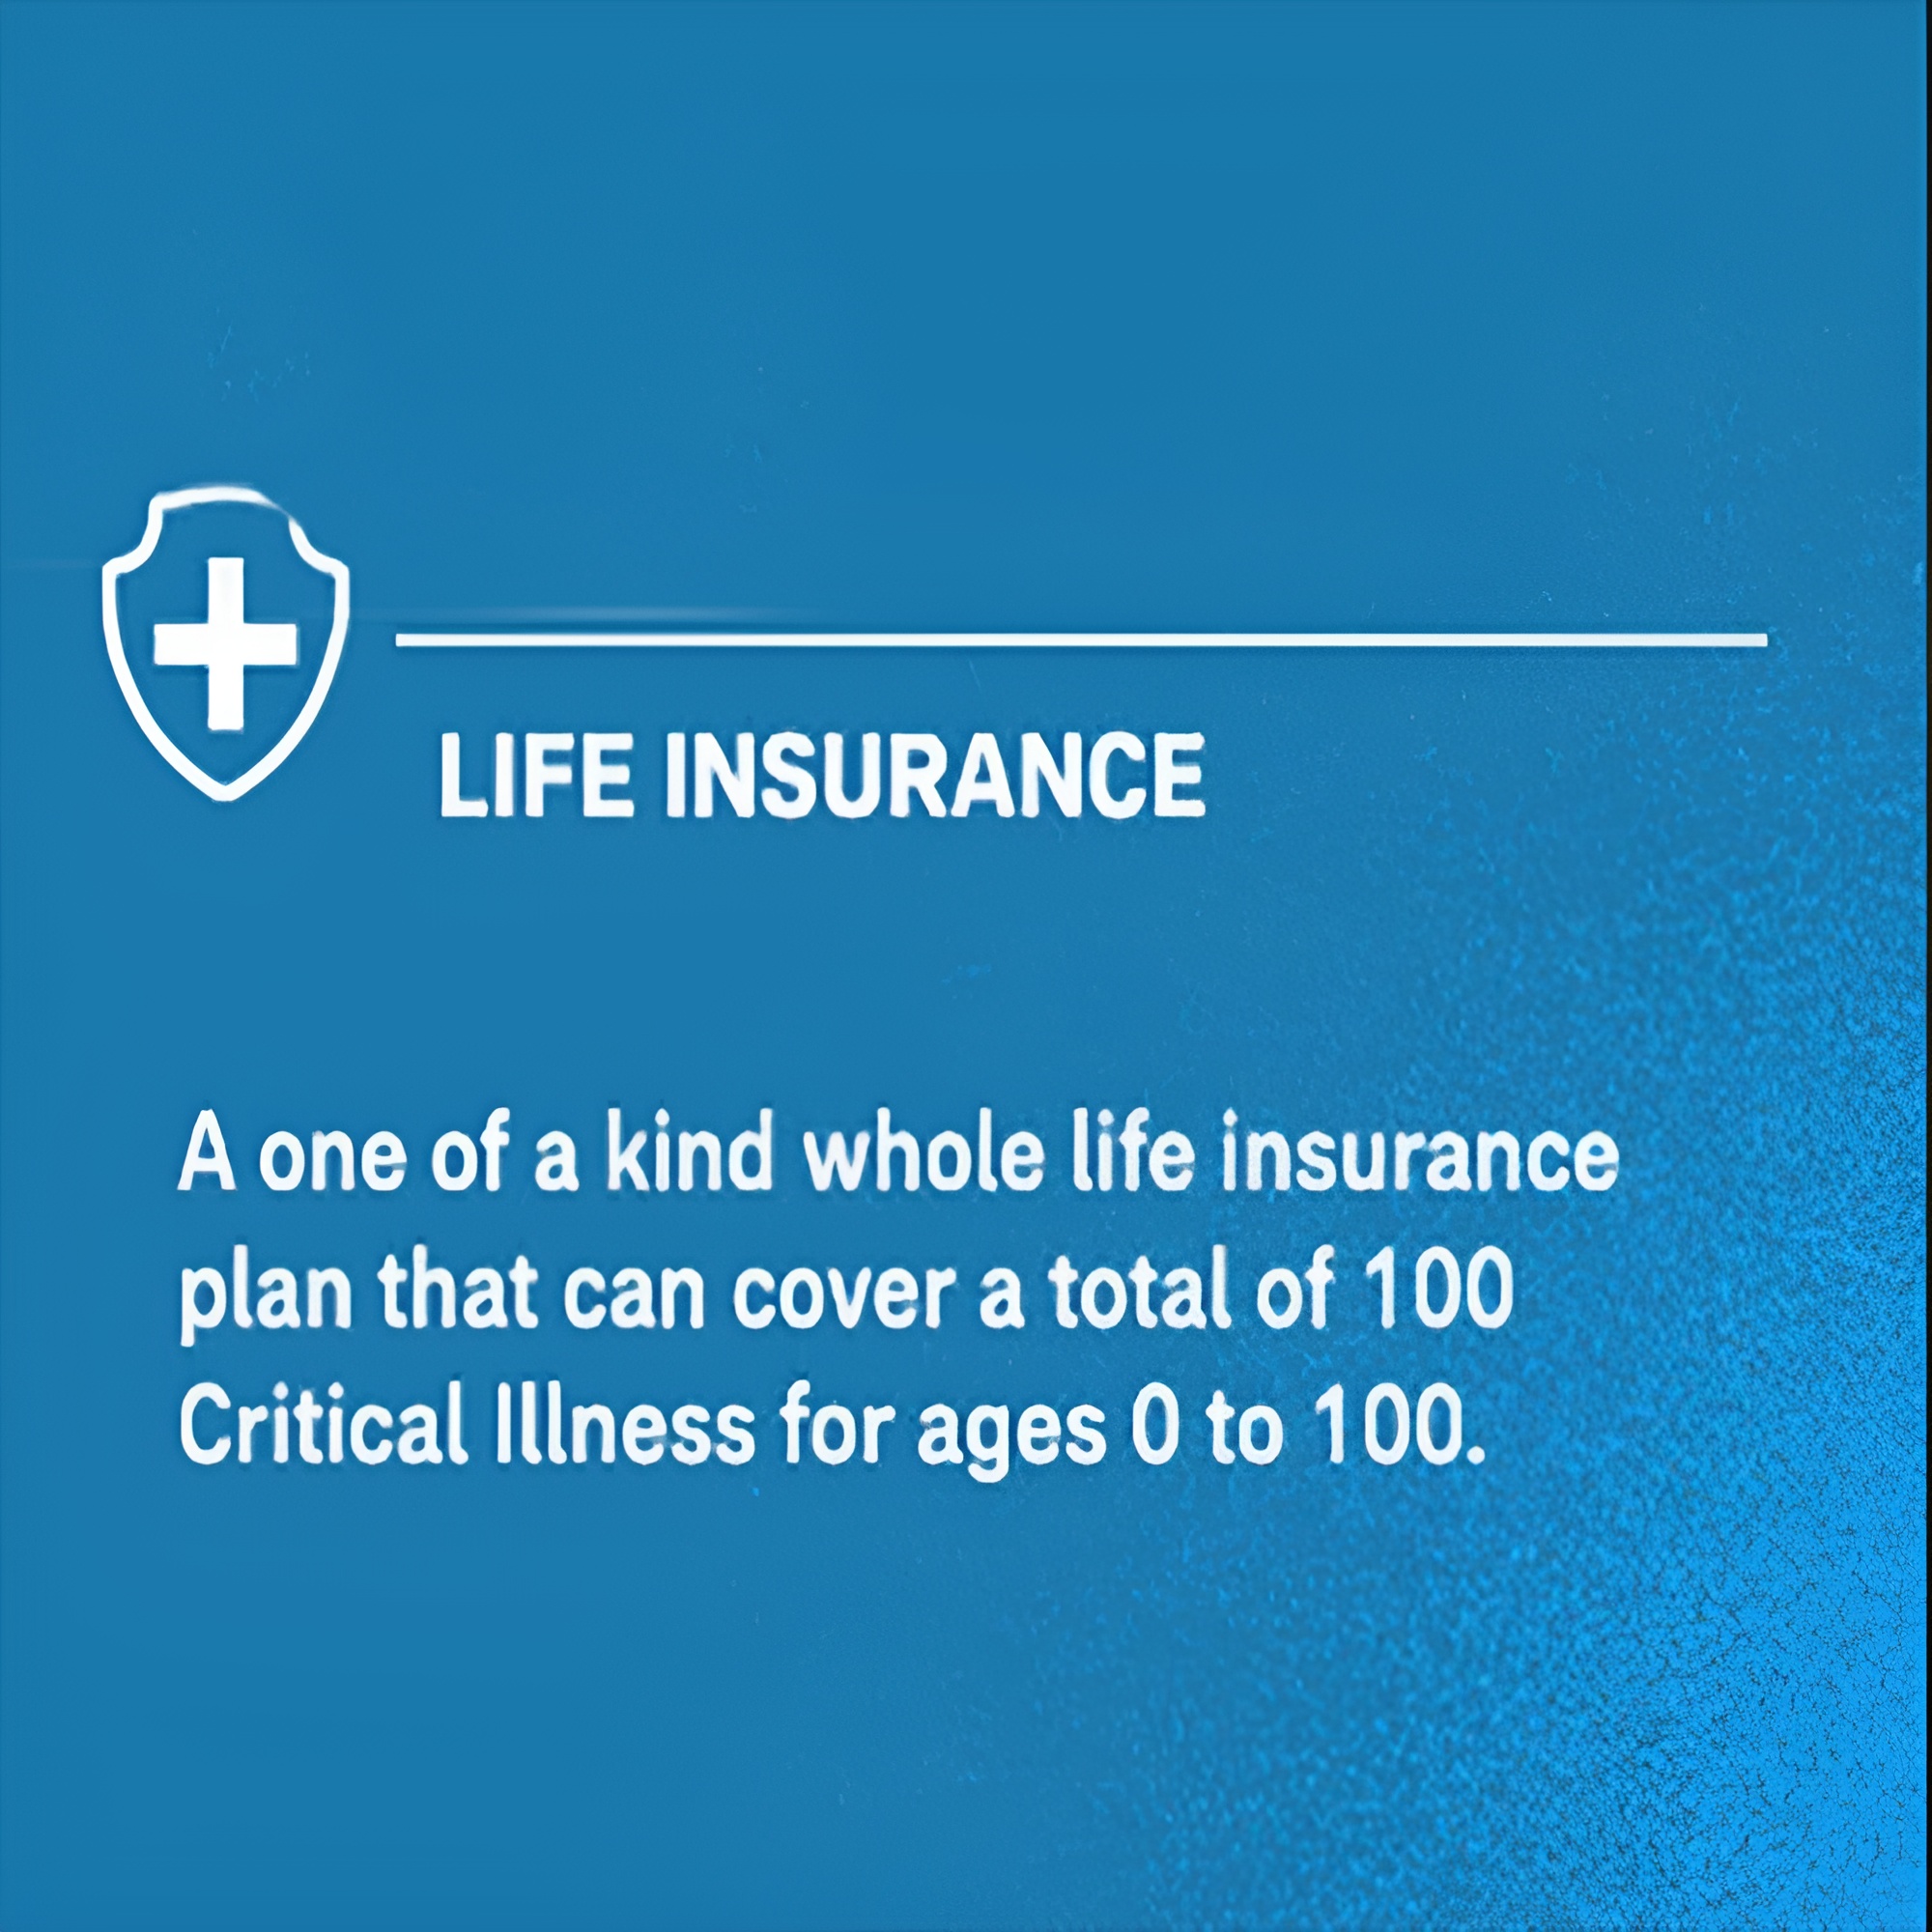 LIFE INSURANCE
A one of a kind whole life insurance
plan that can cover a total of 100
Critical Illness for ages 0 to 100.